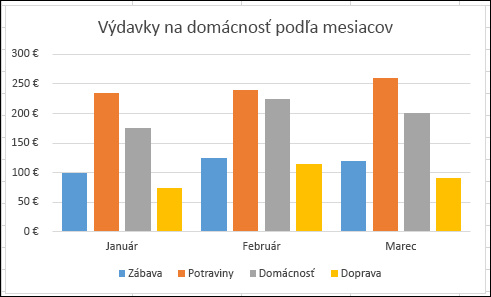 Výdavky na domácnosť podľa mesiacov
300 €
250 €
200 €
150 €
100 €
50 €
0 €
Január Február Marec
Zábava Potraviny Domácnosť Doprava